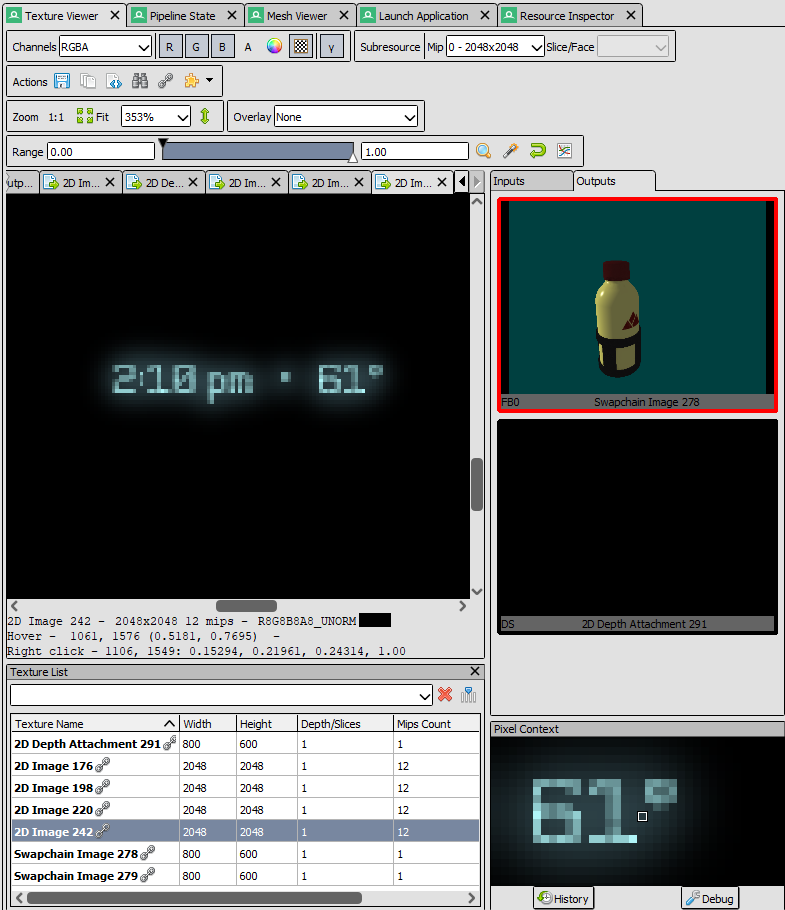 Texture Viewer
Pipeline State
Mesh Viewer
Launch Application
Resource Inspector
Channels RGBA R G B A γ Subresource Mip 0 - 2048x2048 Slice/Face
Actions
Zoom 1:1 Fit 353% Overlay None
Range 0.00 1.00
utp... 2D Im... 2D De... 2D Im... 2D Im... 2D Im...
2:10 pm · 61°
2D Image 242 - 2048x2048 12 mips - R8G8B8A8_UNORM
Hover - 1061, 1576 (0.5181, 0.7695) -
Right click - 1106, 1549: 0.15294, 0.21961, 0.24314, 1.00
Inputs Outputs
FB0 Swapchain Image 278
DS 2D Depth Attachment 291
Texture List
Texture Name Width Height Depth/Slices Mips Count
2D Depth Attachment 291 800 600 1 1
2D Image 176 2048 2048 1 12
2D Image 198 2048 2048 1 12
2D Image 220 2048 2048 1 12
2D Image 242 2048 2048 1 12
Swapchain Image 278 800 600 1 1
Swapchain Image 279 800 600 1 1
Pixel Context
61°
History Debug